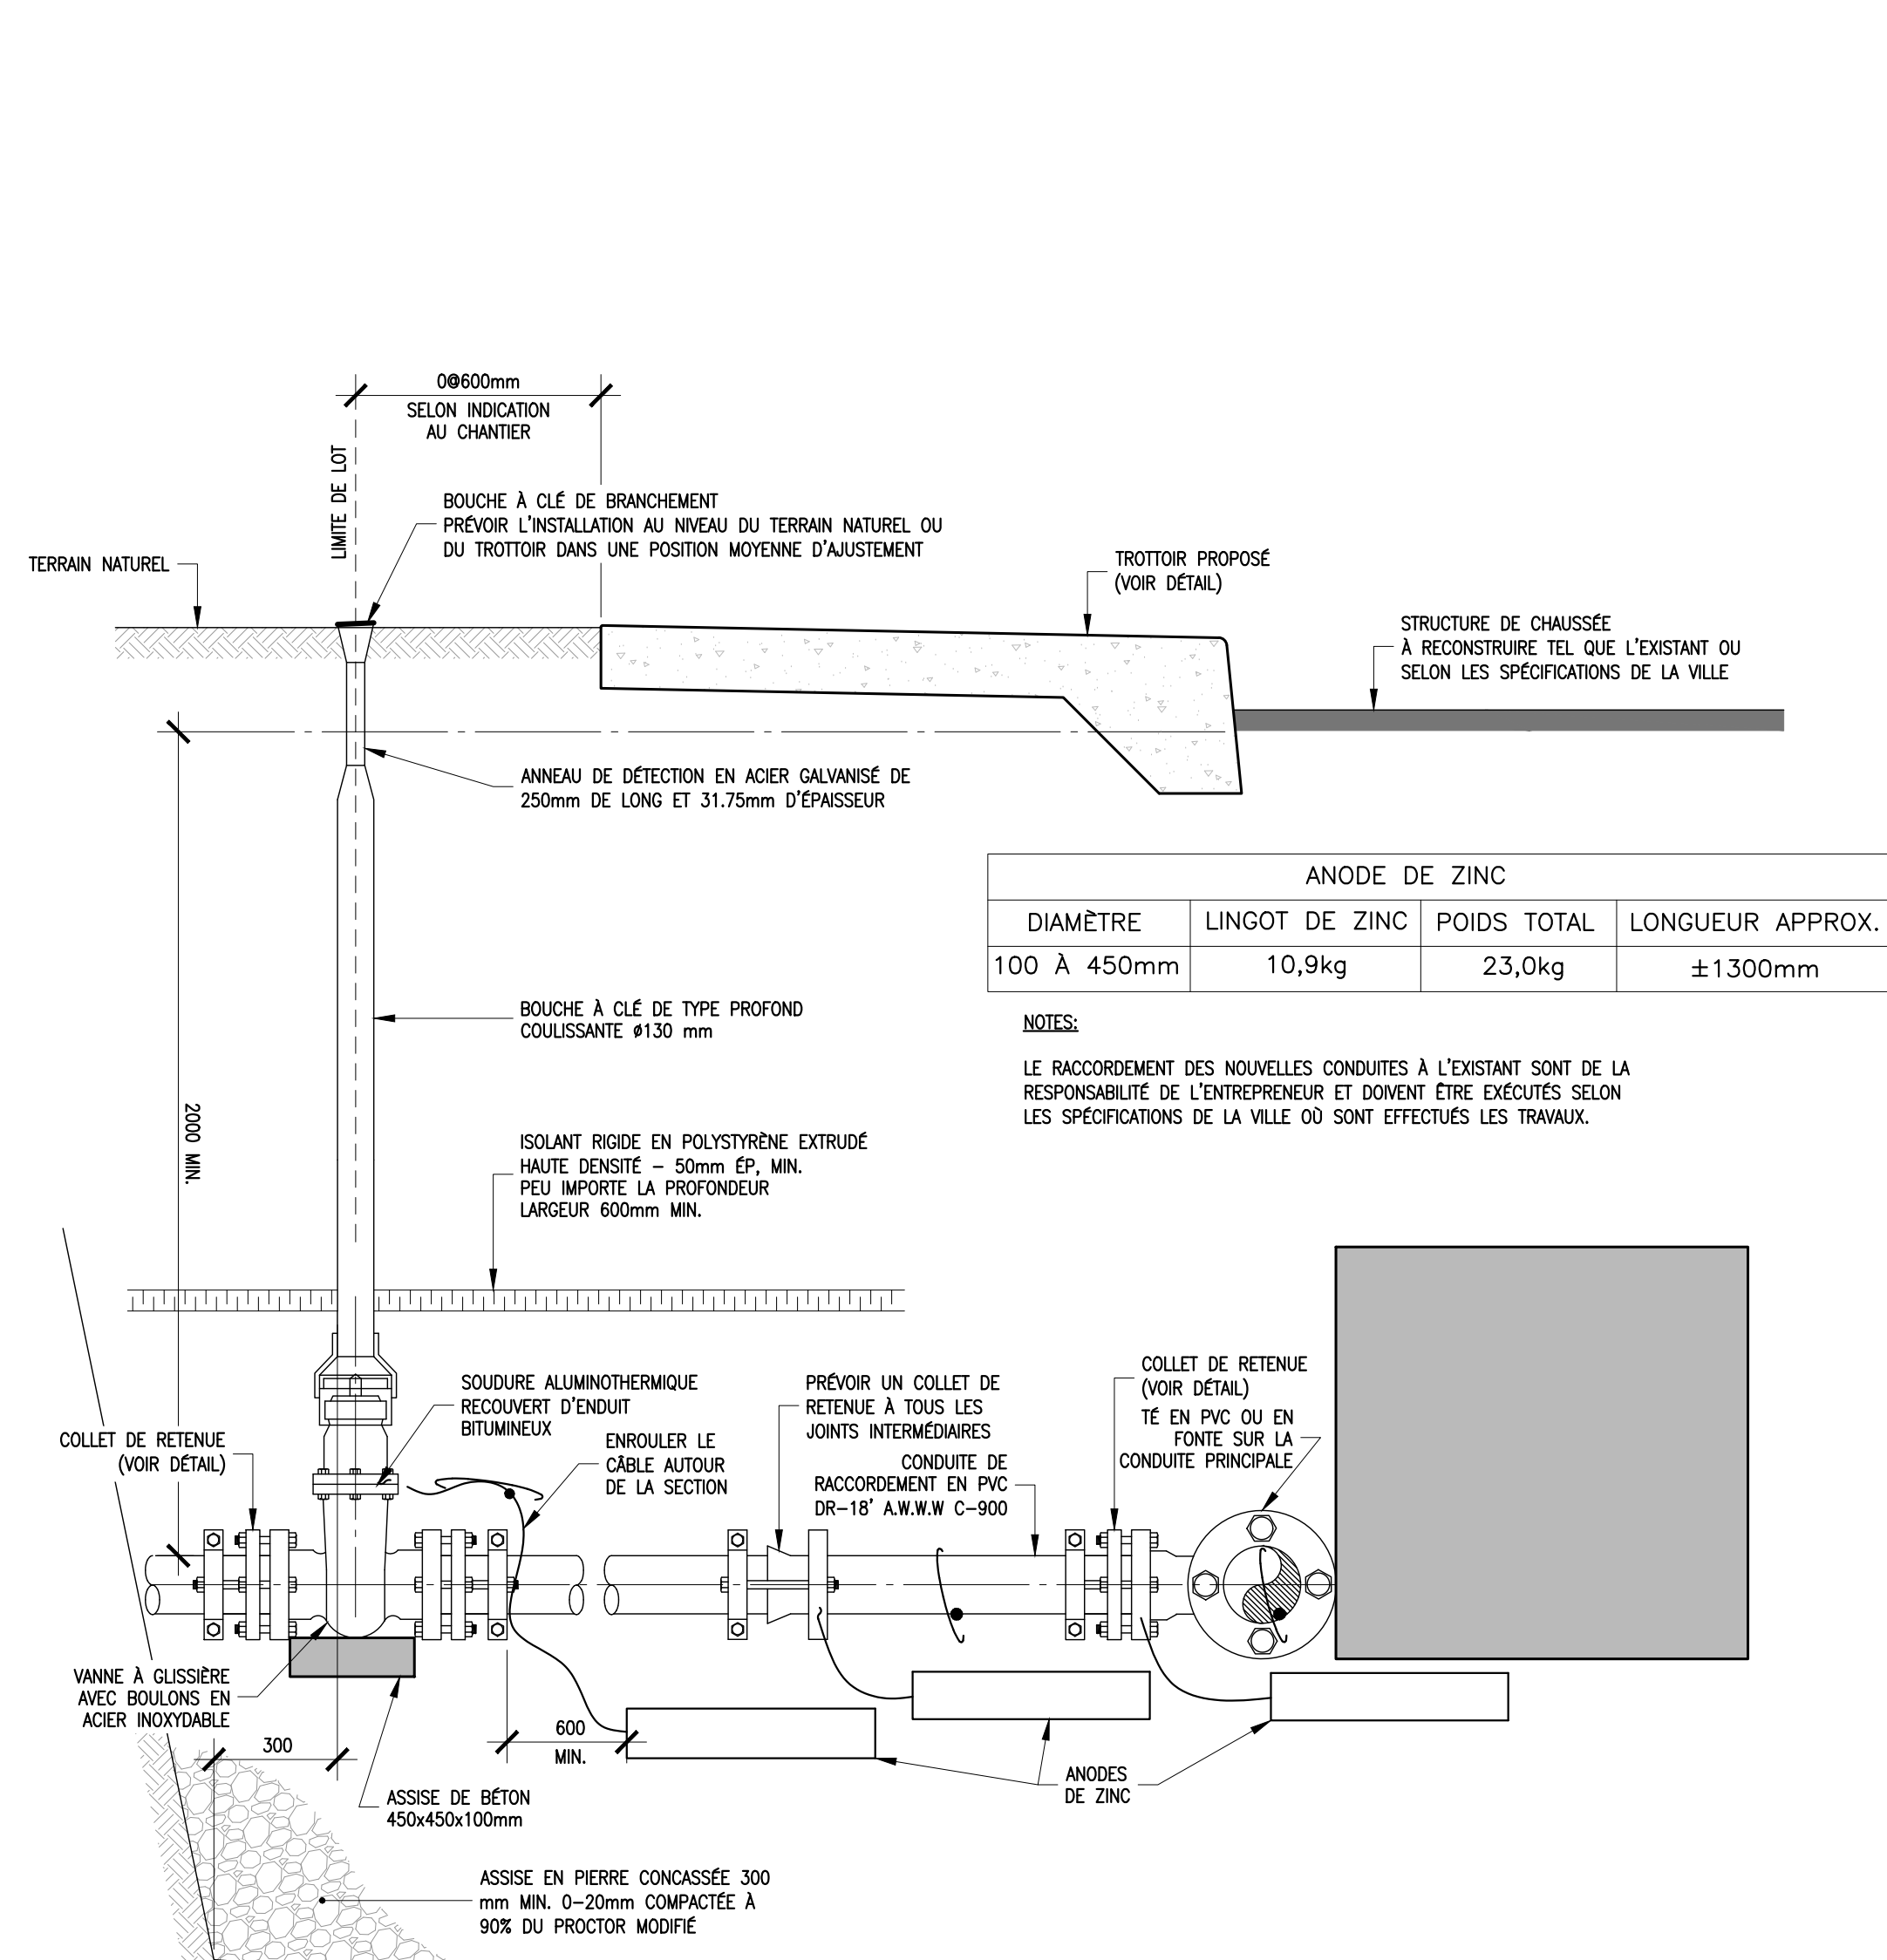 0@600mm
SELON INDICATION
AU CHANTIER
LIMITE DE LOT
BOUCHE À CLÉ DE BRANCHEMENT
PRÉVOIR L'INSTALLATION AU NIVEAU DU TERRAIN NATUREL OU
DU TROTTOIR DANS UNE POSITION MOYENNE D'AJUSTEMENT
TERRAIN NATUREL
TROTTOIR PROPOSÉ
(VOIR DÉTAIL)
STRUCTURE DE CHAUSSÉE
À RECONSTRUIRE TEL QUE L'EXISTANT OU
SELON LES SPÉCIFICATIONS DE LA VILLE
ANNEAU DE DÉTECTION EN ACIER GALVANISÉ DE
250mm DE LONG ET 31.75mm D'ÉPAISSEUR
ANODE DE ZINC
DIAMÈTRE LINGOT DE ZINC POIDS TOTAL LONGUEUR APPROX.
100 À 450mm 10,9kg 23,0kg ±1300mm
BOUCHE À CLÉ DE TYPE PROFOND
COULISSANTE ø130 mm
NOTES:
LE RACCORDEMENT DES NOUVELLES CONDUITES À L'EXISTANT SONT DE LA
RESPONSABILITÉ DE L'ENTREPRENEUR ET DOIVENT ÊTRE EXÉCUTÉS SELON
LES SPÉCIFICATIONS DE LA VILLE OÙ SONT EFFECTUÉS LES TRAVAUX.
2000 MIN.
ISOLANT RIGIDE EN POLYSTYRÈNE EXTRUDÉ
HAUTE DENSITÉ – 50mm ÉP, MIN.
PEU IMPORTE LA PROFONDEUR
LARGEUR 600mm MIN.
SOUDURE ALUMINOTHERMIQUE
RECOUVERT D'ENDUIT
BITUMINEUX
PRÉVOIR UN COLLET DE
RETENUE À TOUS LES
JOINTS INTERMÉDIAIRES
COLLET DE RETENUE
(VOIR DÉTAIL)
TÉ EN PVC OU EN
FONTE SUR LA
CONDUITE PRINCIPALE
COLLET DE RETENUE
(VOIR DÉTAIL)
ENROULER LE
CÂBLE AUTOUR
DE LA SECTION
CONDUITE DE
RACCORDEMENT EN PVC
DR–18' A.W.W.W C–900
VANNE À GLISSIÈRE
AVEC BOULONS EN
ACIER INOXYDABLE
300
600
MIN.
ANODES
DE ZINC
ASSISE DE BÉTON
450x450x100mm
ASSISE EN PIERRE CONCASSÉE 300
mm MIN. 0–20mm COMPACTÉE À
90% DU PROCTOR MODIFIÉ